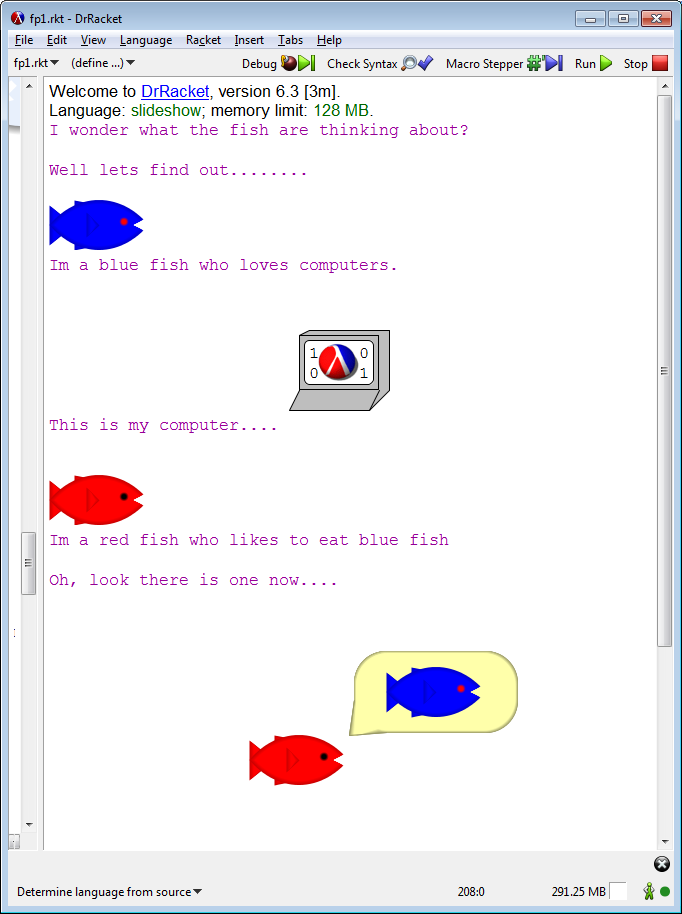 fp1.rkt - DrRacket
File Edit View Language Racket Insert Tabs Help
fp1.rkt (define ...) Debug Check Syntax Macro Stepper #' Run Stop
Welcome to DrRacket, version 6.3 [3m].
Language: slideshow; memory limit: 128 MB.
I wonder what the fish are thinking about?
Well lets find out........
Im a blue fish who loves computers.
1 0
0 1
This is my computer....
Im a red fish who likes to eat blue fish
Oh, look there is one now....
Determine language from source 208:0 291.25 MB